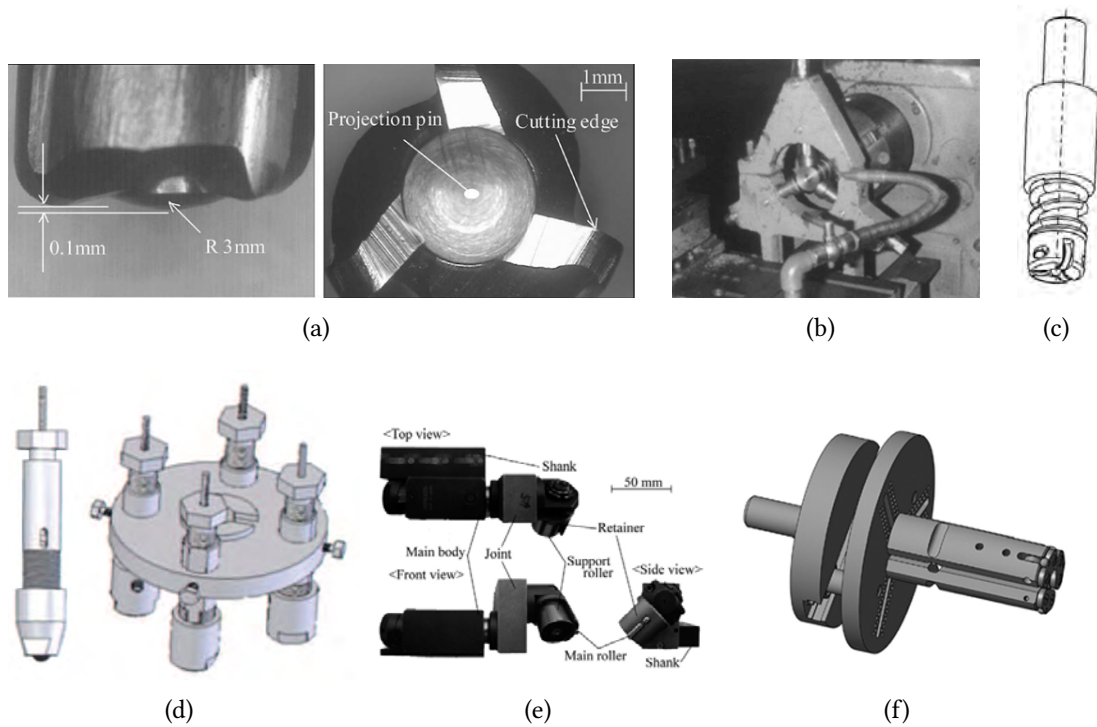 Projection pin
Cutting edge
1mm
0.1mm
R 3mm
(a)
(b)
(c)
<Top view>
Shank
50 mm
Retainer
Main body
Joint
Support
roller
<Front view>
<Side view>
Main roller
Shank
(d)
(e)
(f)